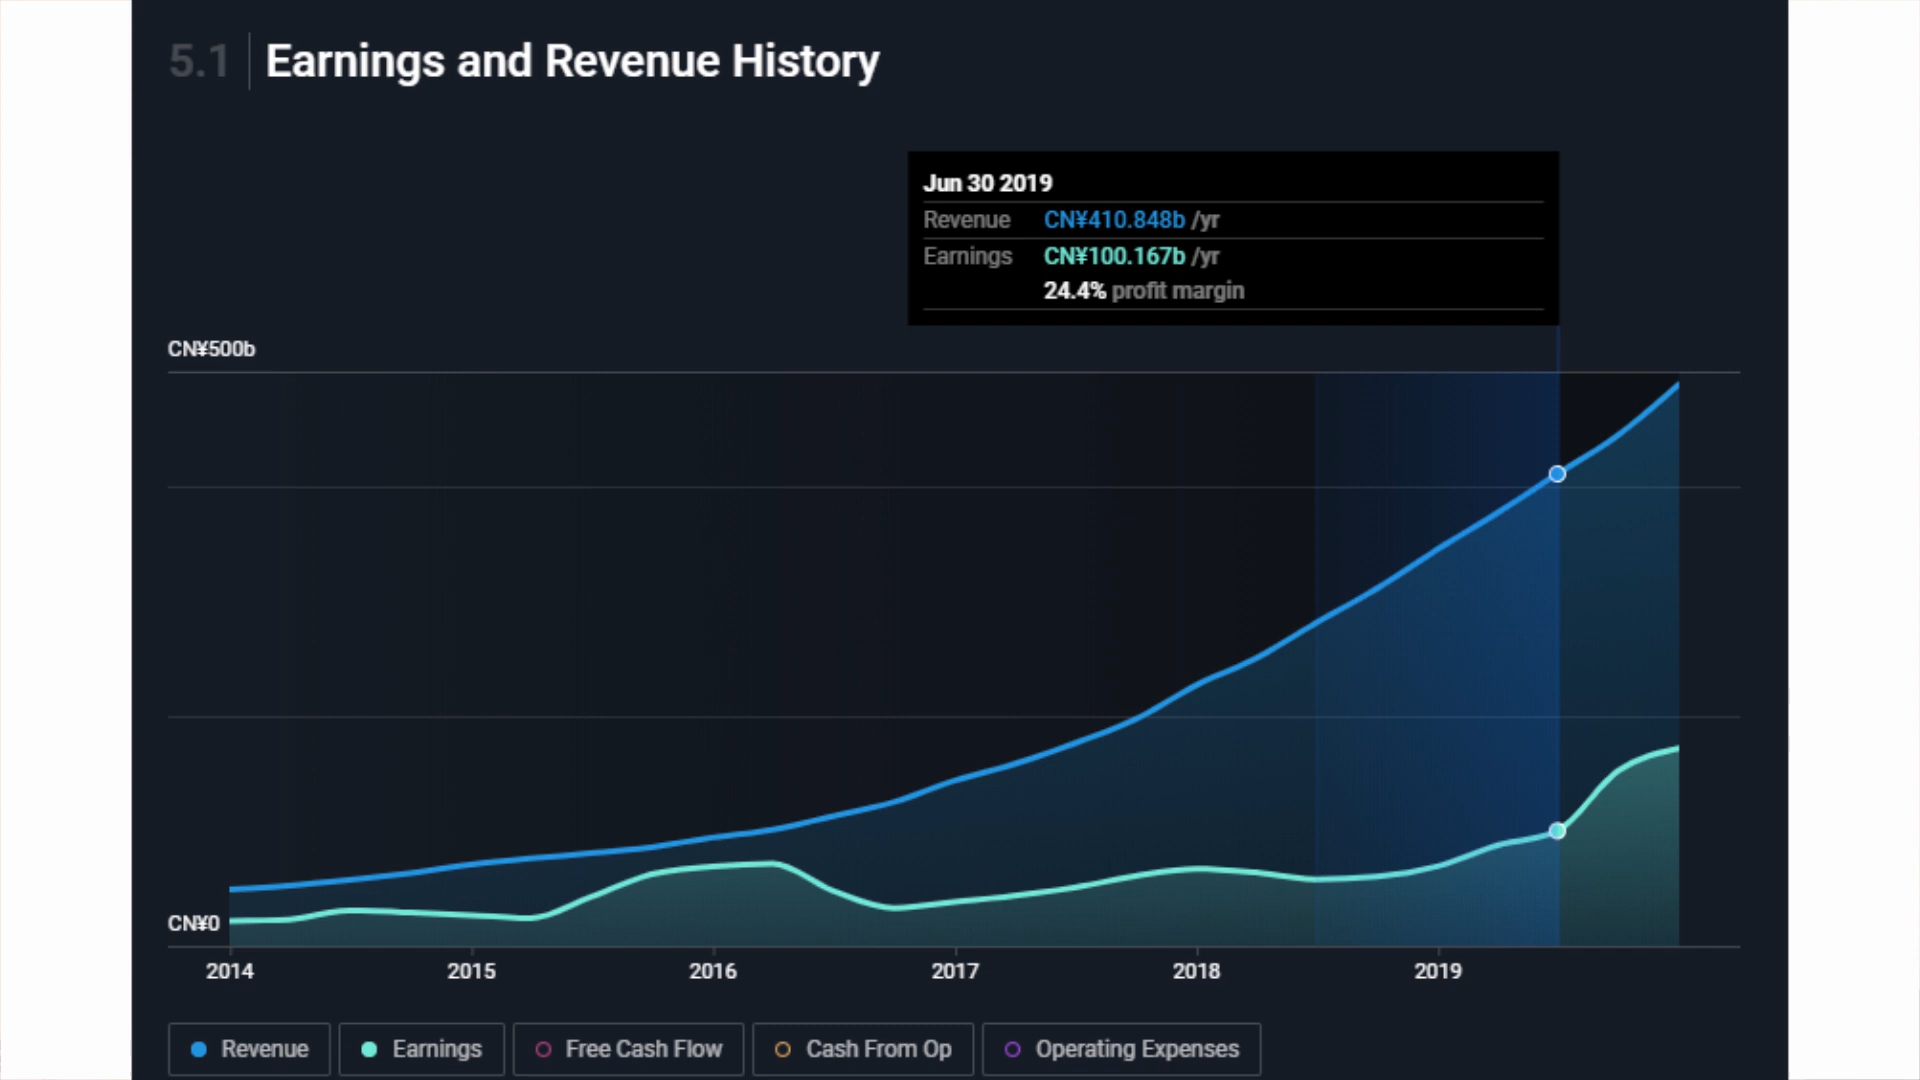 5.1 Earnings and Revenue History
Jun 30 2019
Revenue CN¥410.848b /yr
Earnings CN¥100.167b /yr
24.4% profit margin
CN¥500b
CN¥0
2014 2015 2016 2017 2018 2019
Revenue Earnings Free Cash Flow Cash From Op Operating Expenses